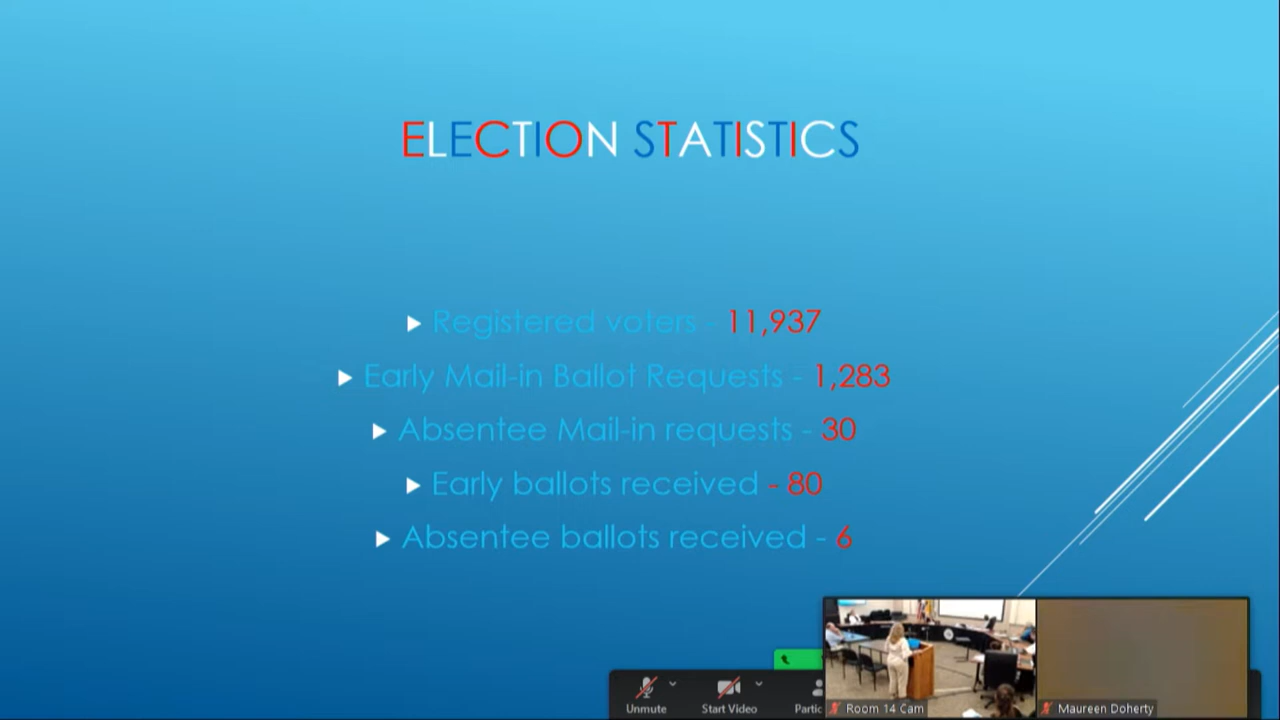 ELECTION STATISTICS
Registered voters - 11,937
Early Mail-in Ballot Requests - 1,283
Absentee Mail-in requests - 30
Early ballots received - 80
Absentee ballots received - 6
Unmute
Start Video
Partic
Room 14 Cam
Maureen Doherty